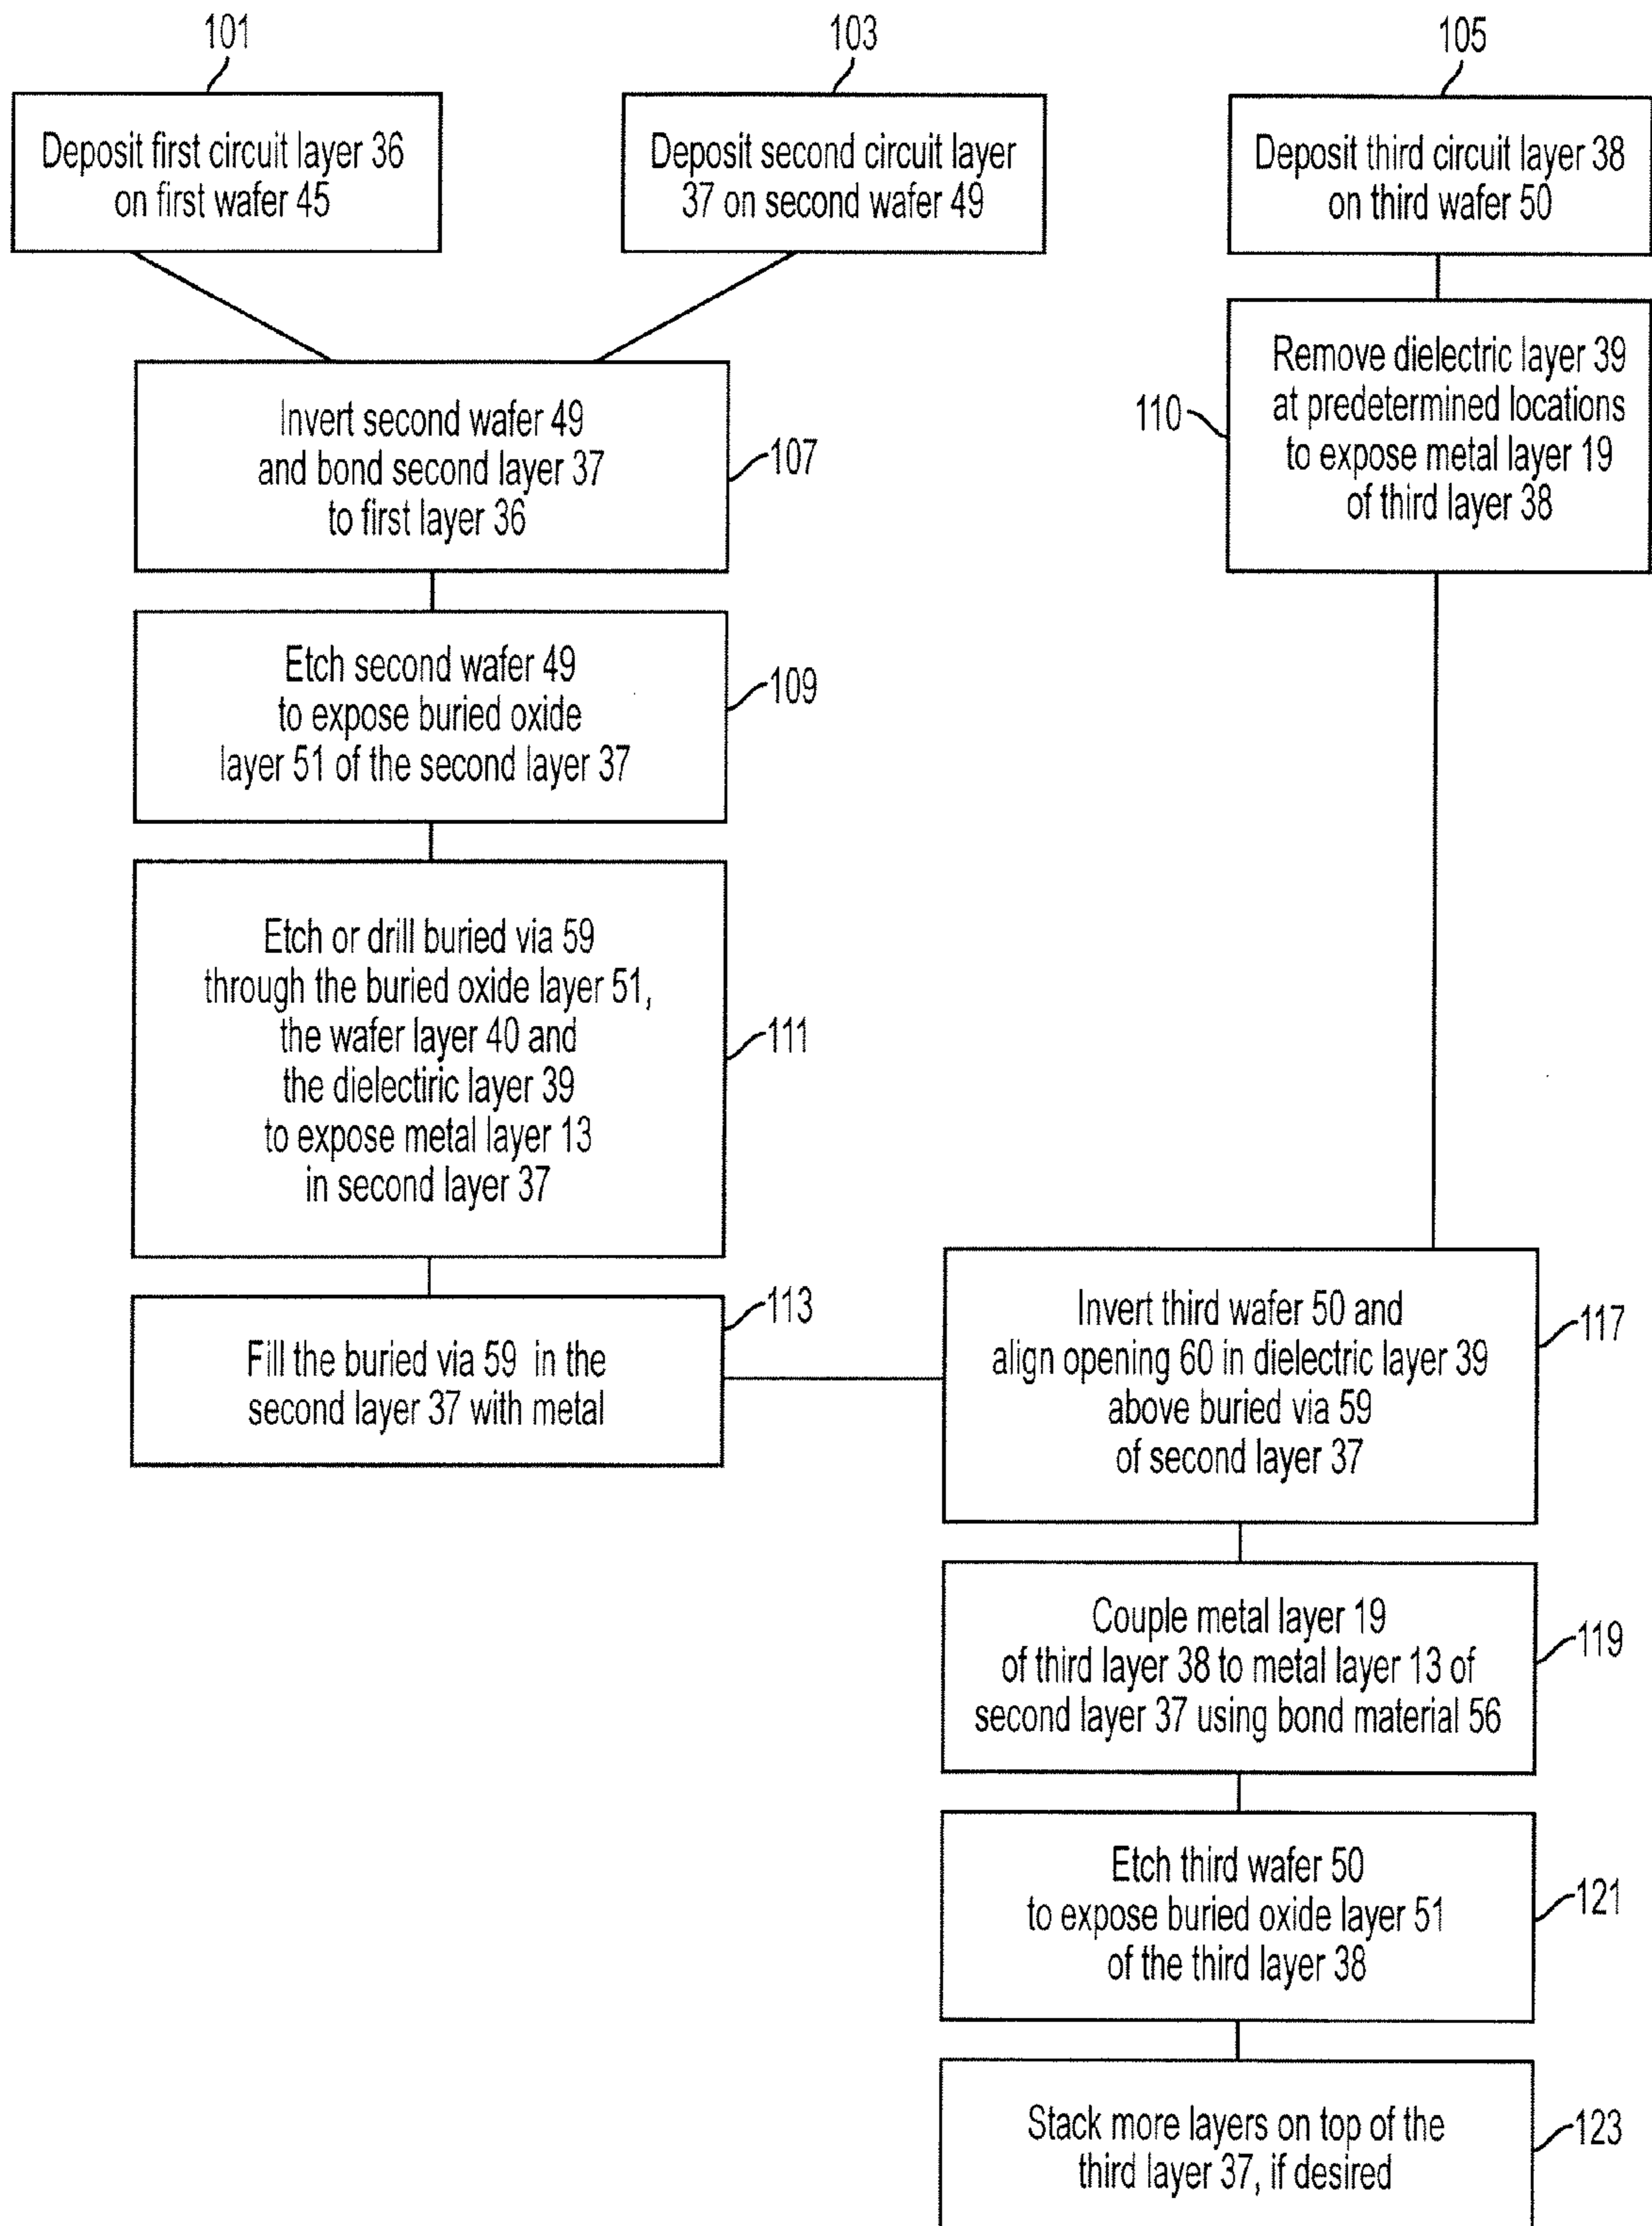 101
103
105
Deposit first circuit layer 36
on first wafer 45
Deposit second circuit layer
37 on second wafer 49
Deposit third circuit layer 38
on third wafer 50
Invert second wafer 49
and bond second layer 37
to first layer 36
107
Remove dielectric layer 39
at predetermined locations
to expose metal layer 19
of third layer 38
110
Etch second wafer 49
to expose buried oxide
layer 51 of the second layer 37
109
Etch or drill buried via 59
through the buried oxide layer 51,
the wafer layer 40 and
the dielectiric layer 39
to expose metal layer 13
in second layer 37
111
Fill the buried via 59 in the
second layer 37 with metal
113
Invert third wafer 50 and
align opening 60 in dielectric layer 39
above buried via 59
of second layer 37
117
Couple metal layer 19
of third layer 38 to metal layer 13 of
second layer 37 using bond material 56
119
Etch third wafer 50
to expose buried oxide layer 51
of the third layer 38
121
Stack more layers on top of the
third layer 37, if desired
123